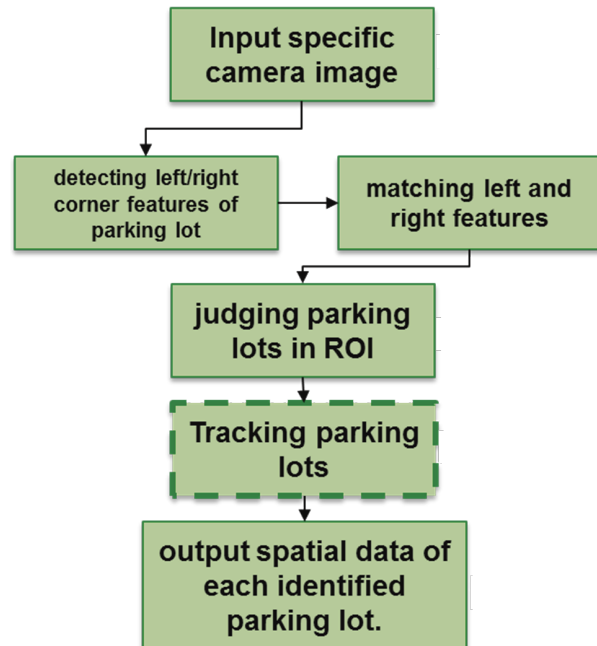 Input specific
camera image
detecting left/right
corner features of
parking lot
matching left and
right features
judging parking
lots in ROI
Tracking parking
lots
output spatial data of
each identified
parking lot.